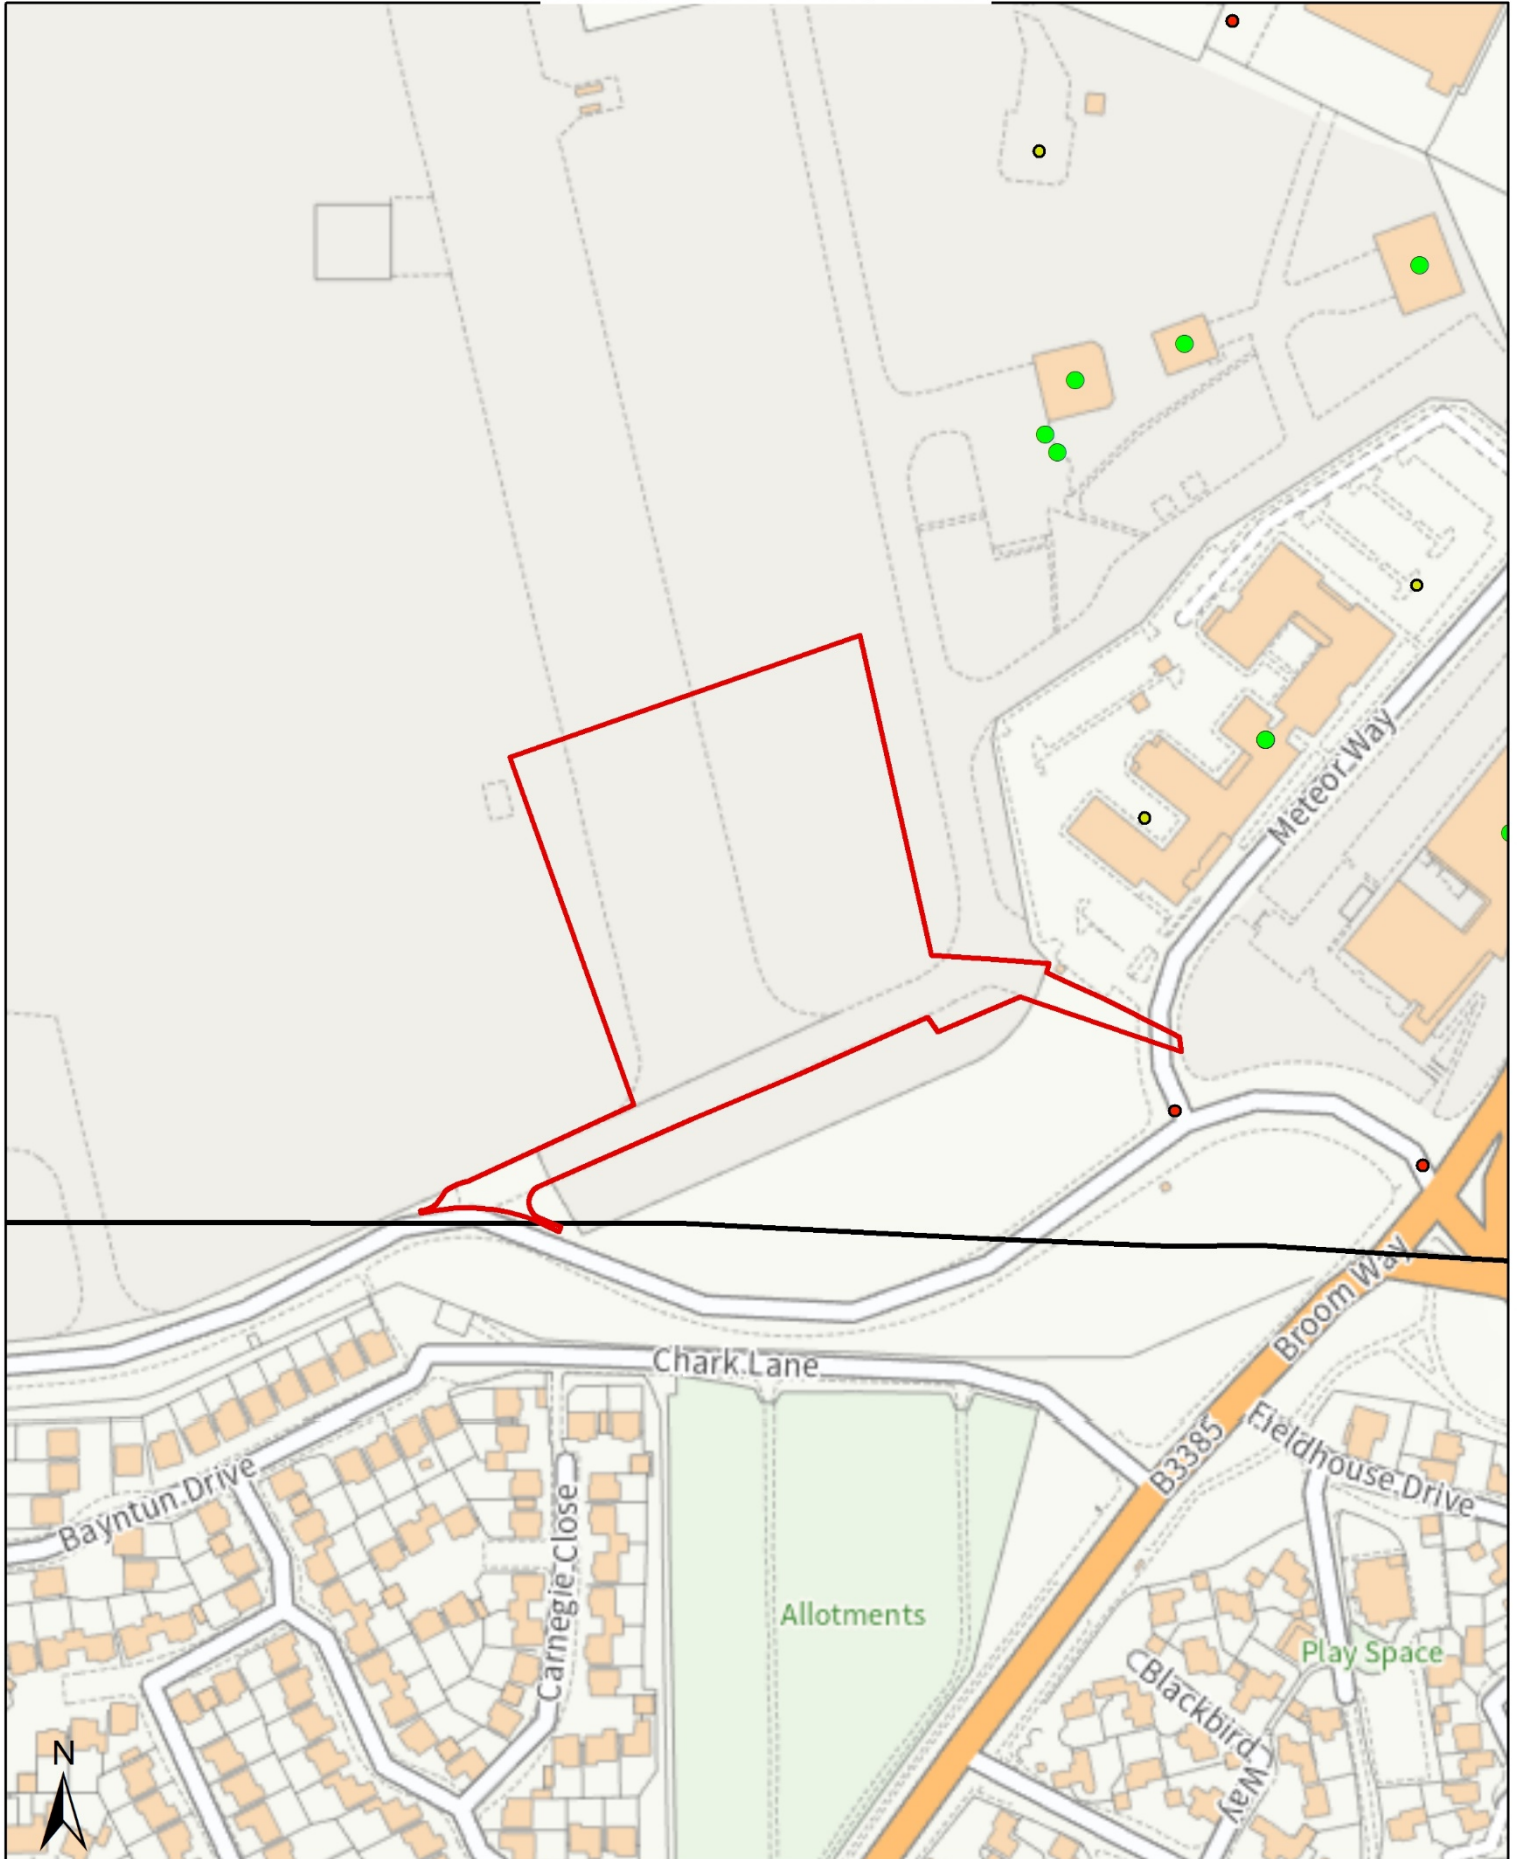 Meteor Way
Broom Way
Chark Lane
B3385
Fieldhouse Drive
Bayntun Drive
Carnegie Close
Allotments
Play Space
Blackbird
Way
N